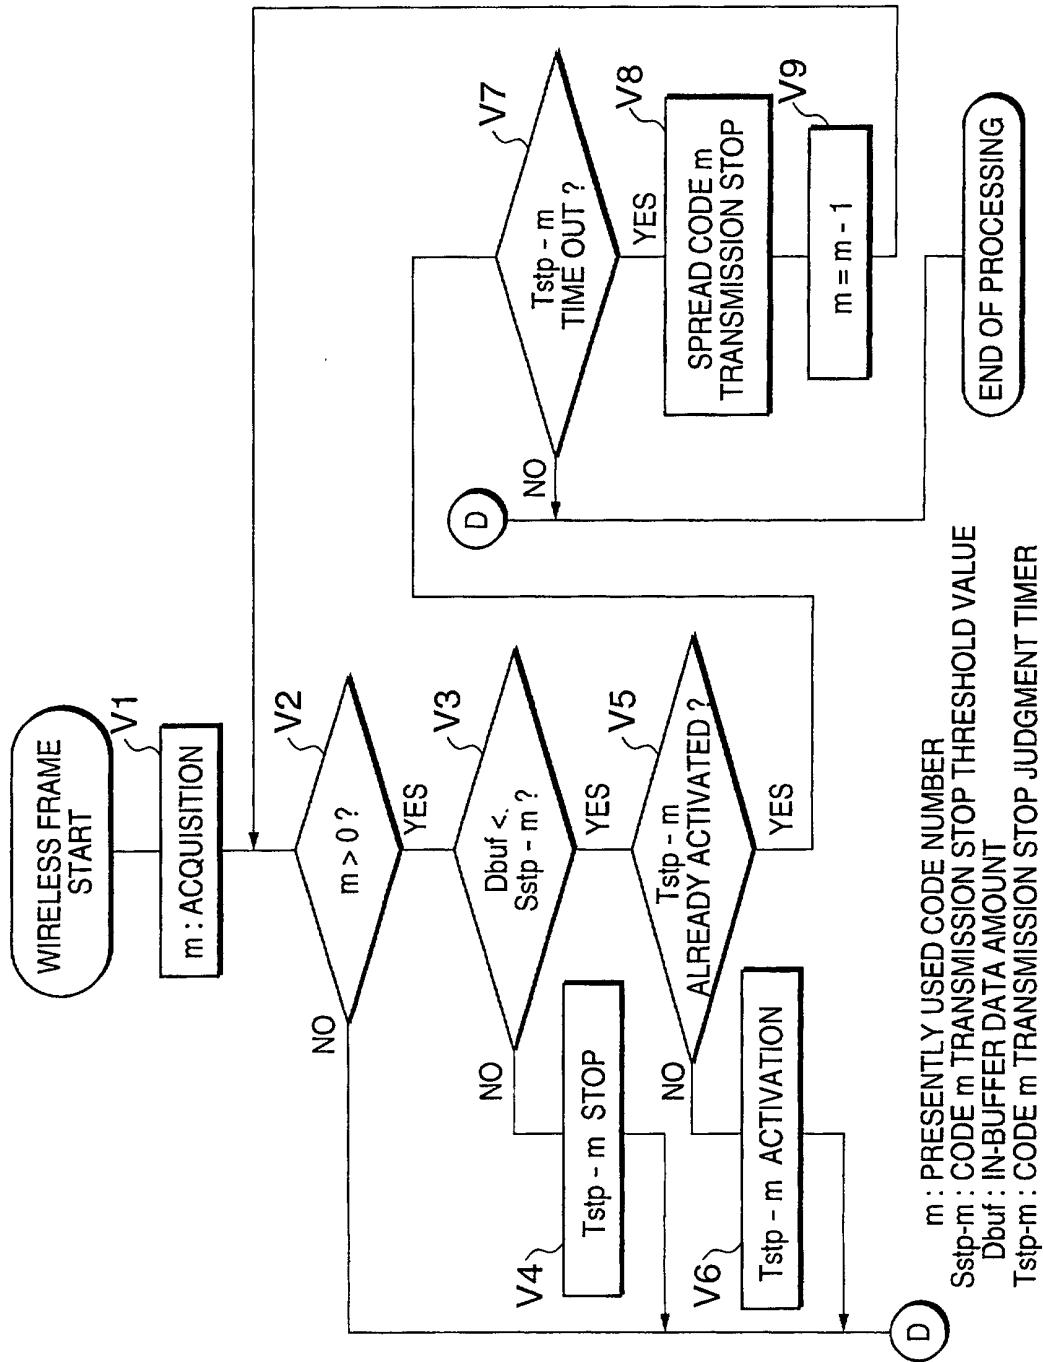 WIRELESS FRAME
START
V1
m : ACQUISITION
V2
m > 0 ?
NO
YES
V3
Dbuf <.
Sstp - m ?
NO
YES
V4
Tstp - m STOP
V5
Tstp - m
ALREADY ACTIVATED ?
NO
YES
V6
Tstp - m ACTIVATION
D
V7
Tstp - m
TIME OUT ?
NO
YES
D
V8
SPREAD CODE m
TRANSMISSION STOP
V9
m = m - 1
END OF PROCESSING
m : PRESENTLY USED CODE NUMBER
Sstp-m : CODE m TRANSMISSION STOP THRESHOLD VALUE
Dbuf : IN-BUFFER DATA AMOUNT
Tstp-m : CODE m TRANSMISSION STOP JUDGMENT TIMER